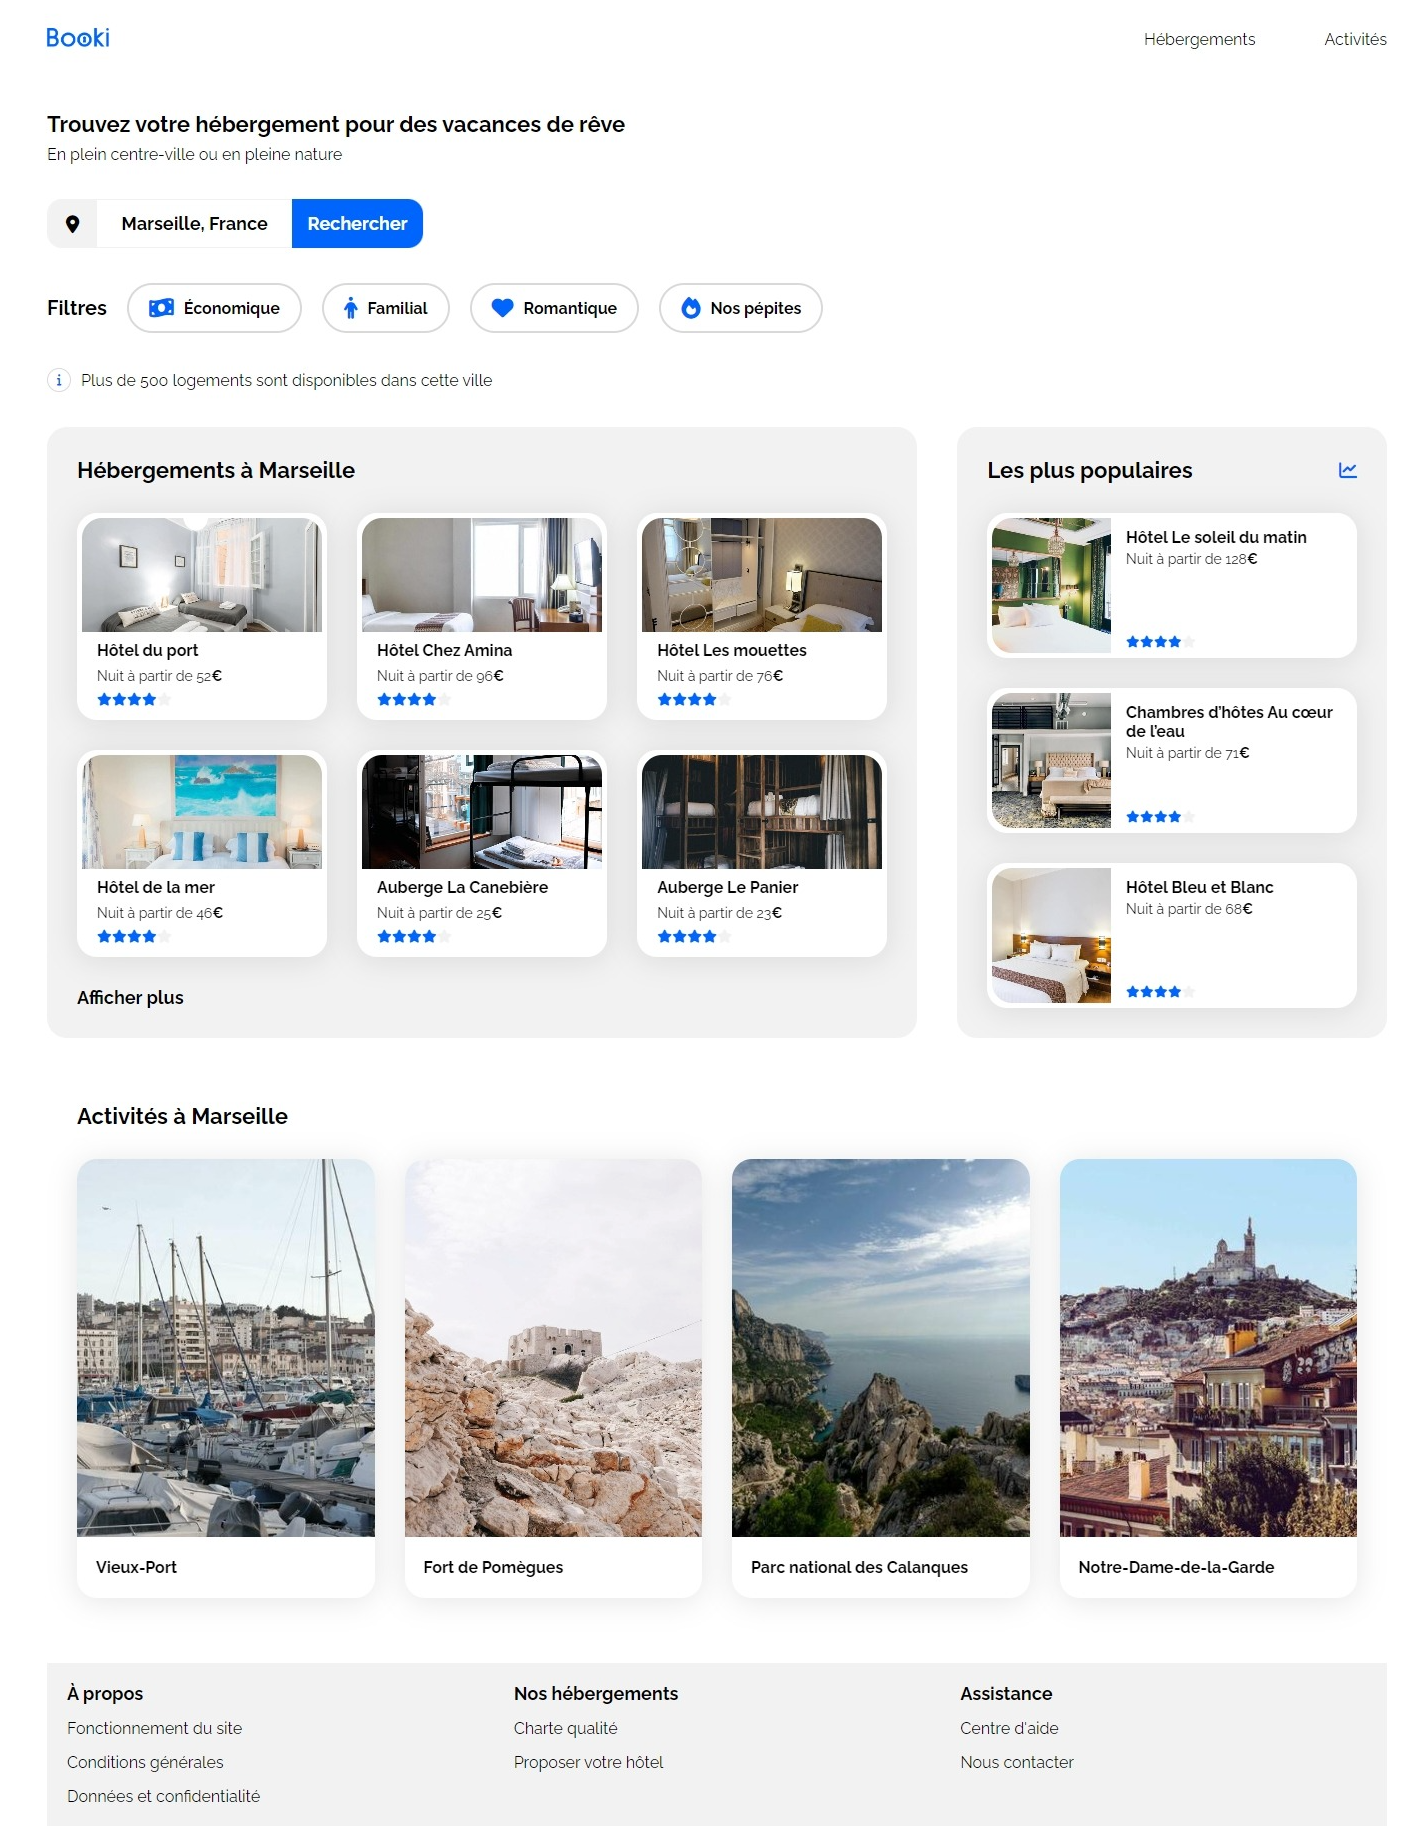 Booki
Hébergements
Activités
Trouvez votre hébergement pour des vacances de rêve
En plein centre-ville ou en pleine nature
Marseille, France
Rechercher
Filtres
Économique
Familial
Romantique
Nos pépites
Plus de 500 logements sont disponibles dans cette ville
Hébergements à Marseille
Hôtel du port
Nuit à partir de 52€
Hôtel Chez Amina
Nuit à partir de 96€
Hôtel Les mouettes
Nuit à partir de 76€
Hôtel de la mer
Nuit à partir de 46€
Auberge La Canebière
Nuit à partir de 25€
Auberge Le Panier
Nuit à partir de 23€
Afficher plus
Les plus populaires
Hôtel Le soleil du matin
Nuit à partir de 128€
Chambres d'hôtes Au cœur
de l'eau
Nuit à partir de 71€
Hôtel Bleu et Blanc
Nuit à partir de 68€
Activités à Marseille
Vieux-Port
Fort de Pomègues
Parc national des Calanques
Notre-Dame-de-la-Garde
À propos
Fonctionnement du site
Conditions générales
Données et confidentialité
Nos hébergements
Charte qualité
Proposer votre hôtel
Assistance
Centre d'aide
Nous contacter